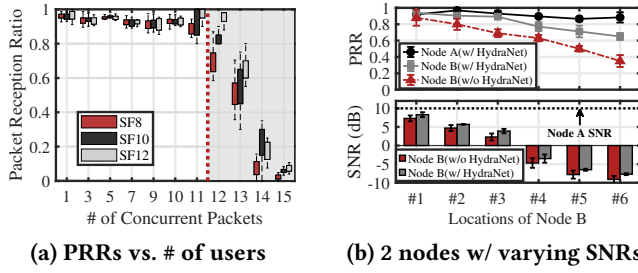 Packet Reception Ratio
1
0.8
0.6
0.4
0.2
0
SF8
SF10
SF12
1 3 5 7 9 10 11 12 13 14 15
# of Concurrent Packets
(a) PRRs vs. # of users
PRR
1
0.8
0.6
0.4
0.2
0
Node A(w/ HydraNet)
Node B(w/ HydraNet)
Node B(w/o HydraNet)
SNR (dB)
10
5
0
-5
-10
Node A SNR
Node B(w/o HydraNet)
Node B(w/ HydraNet)
#1 #2 #3 #4 #5 #6
Locations of Node B
(b) 2 nodes w/ varying SNRs